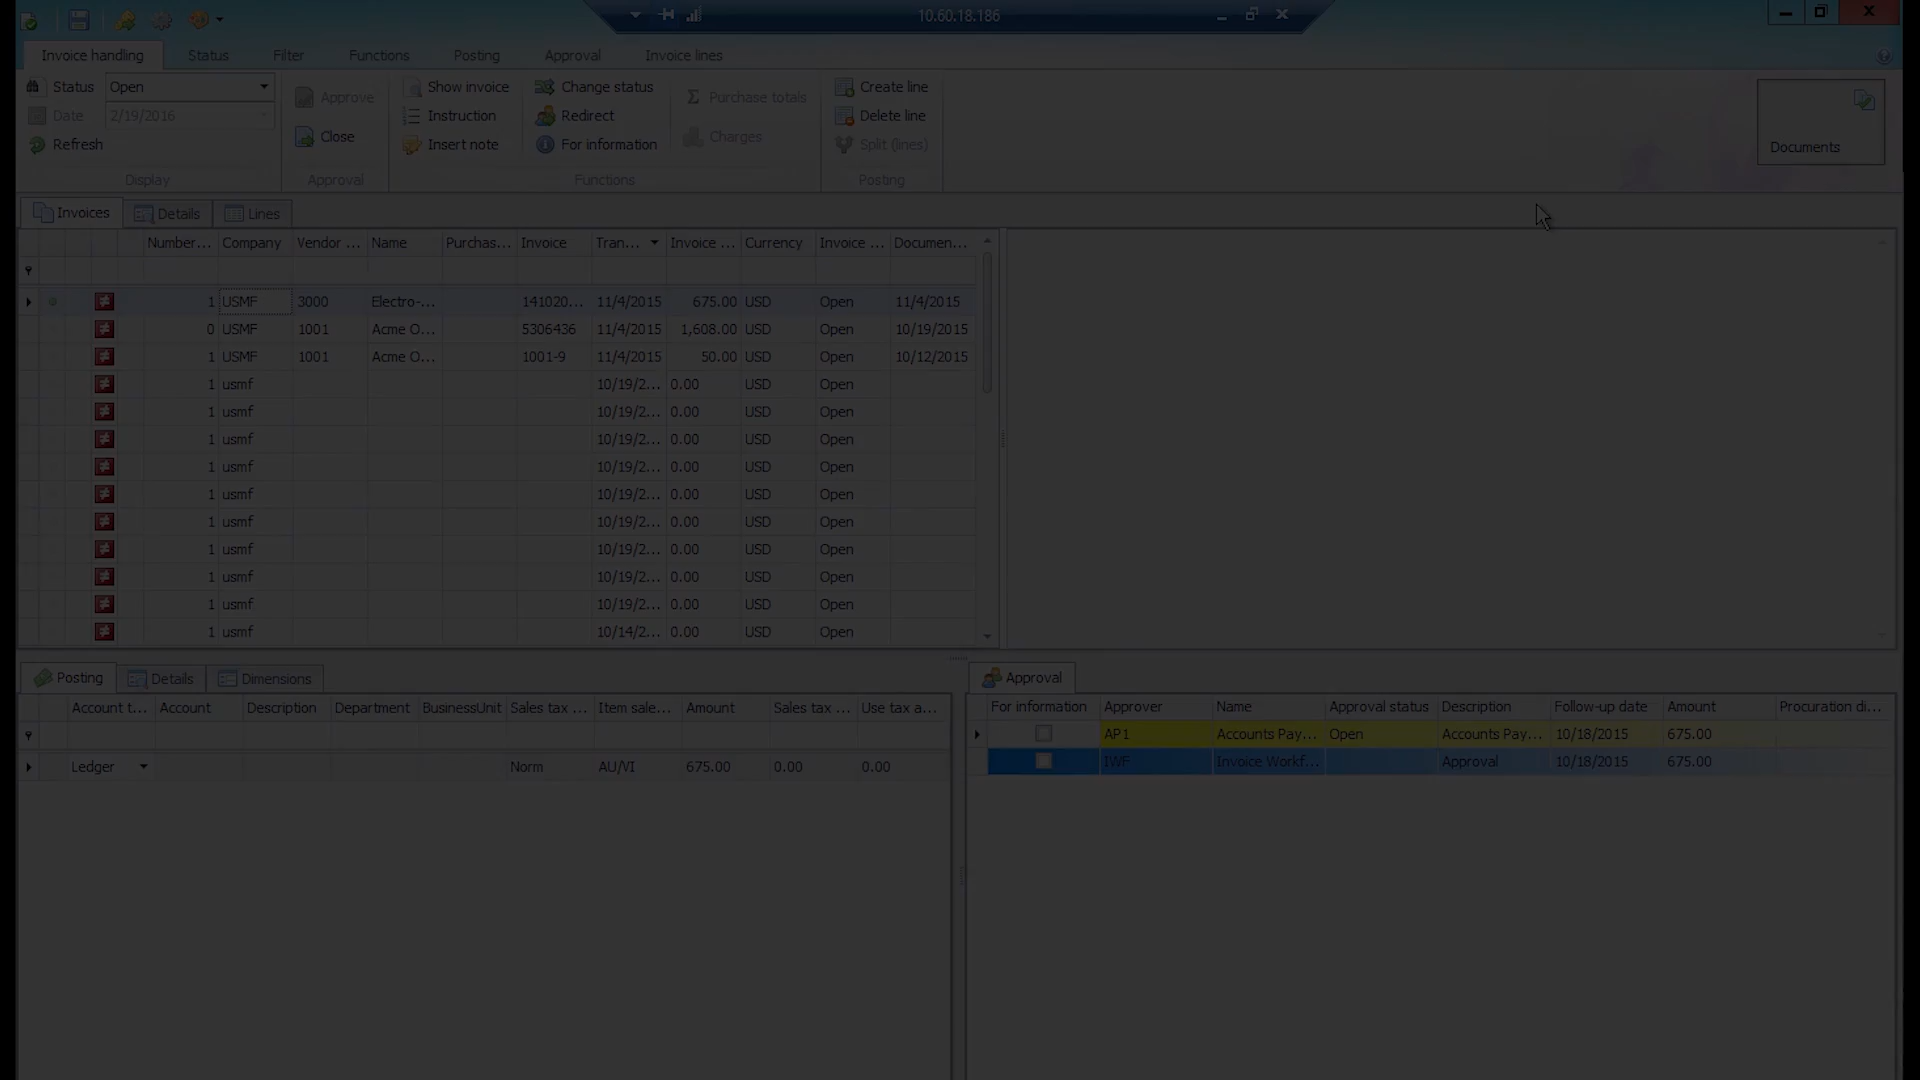 10.60.18.186
Invoice handling Status Filter Functions Posting Approval Invoice lines
Status Open
Date 2/19/2016
Refresh
Display
Approve
Close
Approval
Show invoice
Instruction
Insert note
Change status
Redirect
For information
Purchase totals
Charges
Functions
Create line
Delete line
Split (lines)
Posting
Documents
Invoices Details Lines
Number... Company Vendor ... Name Purchas... Invoice Tran... Invoice ... Currency Invoice ... Documen...
1 USMF 3000 Electro-... 141020... 11/4/2015 675.00 USD Open 11/4/2015
0 USMF 1001 Acme O... 5306436 11/4/2015 1,608.00 USD Open 10/19/2015
1 USMF 1001 Acme O... 1001-9 11/4/2015 50.00 USD Open 10/12/2015
1 usmf 10/19/2... 0.00 USD Open
1 usmf 10/19/2... 0.00 USD Open
1 usmf 10/19/2... 0.00 USD Open
1 usmf 10/19/2... 0.00 USD Open
1 usmf 10/19/2... 0.00 USD Open
1 usmf 10/19/2... 0.00 USD Open
1 usmf 10/19/2... 0.00 USD Open
1 usmf 10/19/2... 0.00 USD Open
1 usmf 10/19/2... 0.00 USD Open
1 usmf 10/14/2... 0.00 USD Open
Posting Details Dimensions
Account t... Account Description Department BusinessUnit Sales tax ... Item sale... Amount Sales tax ... Use tax a...
Ledger Norm AU/VI 675.00 0.00 0.00
Approval
For information Approver Name Approval status Description Follow-up date Amount Procuration di...
AP1 Accounts Pay... Open Accounts Pay... 10/18/2015 675.00
IWF Invoice Workf... Approval 10/18/2015 675.00